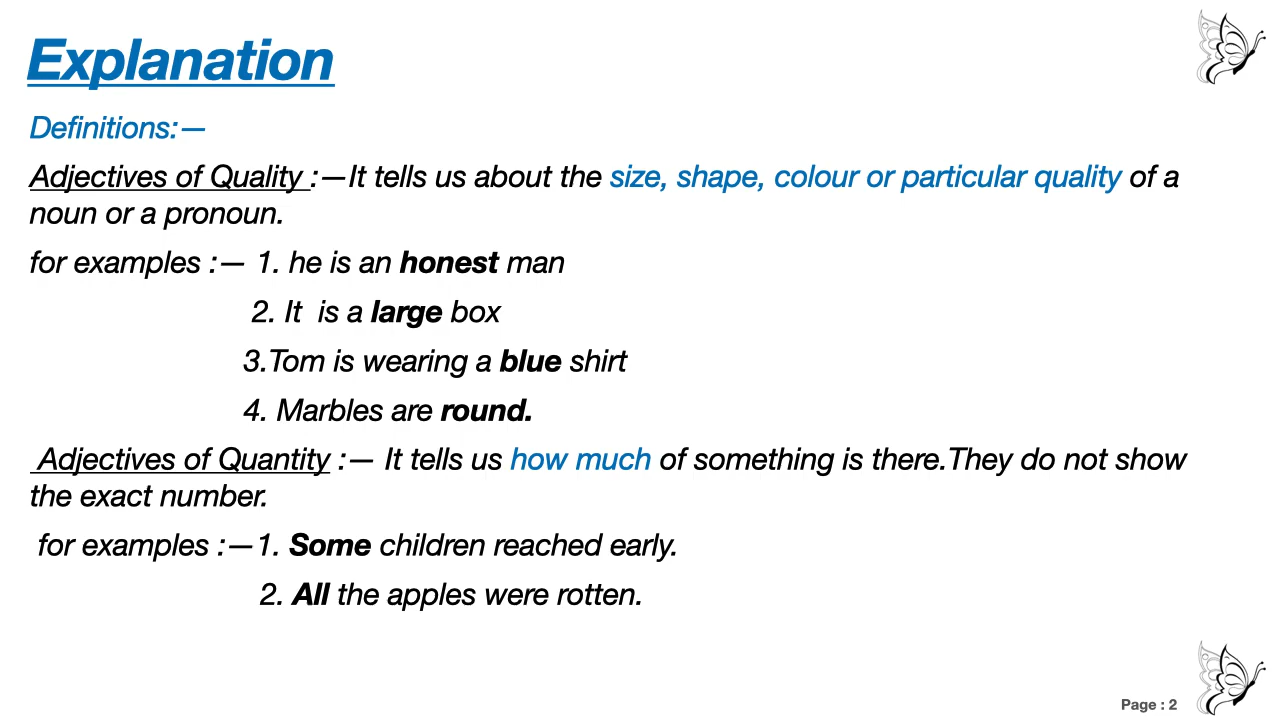 Explanation
Definitions:—
Adjectives of Quality :—It tells us about the size, shape, colour or particular quality of a
noun or a pronoun.
for examples :— 1. he is an honest man
2. It  is a large box
3.Tom is wearing a blue shirt
4. Marbles are round.
Adjectives of Quantity :— It tells us how much of something is there.They do not show
the exact number.
for examples :—1. Some children reached early.
2. All the apples were rotten.
Page : 2